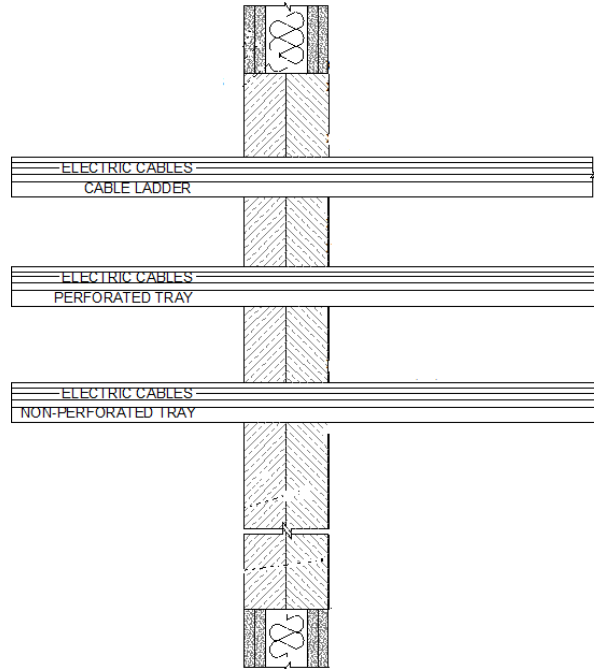 ELECTRIC CABLES
CABLE LADDER
ELECTRIC CABLES
PERFORATED TRAY
ELECTRIC CABLES
NON-PERFORATED TRAY